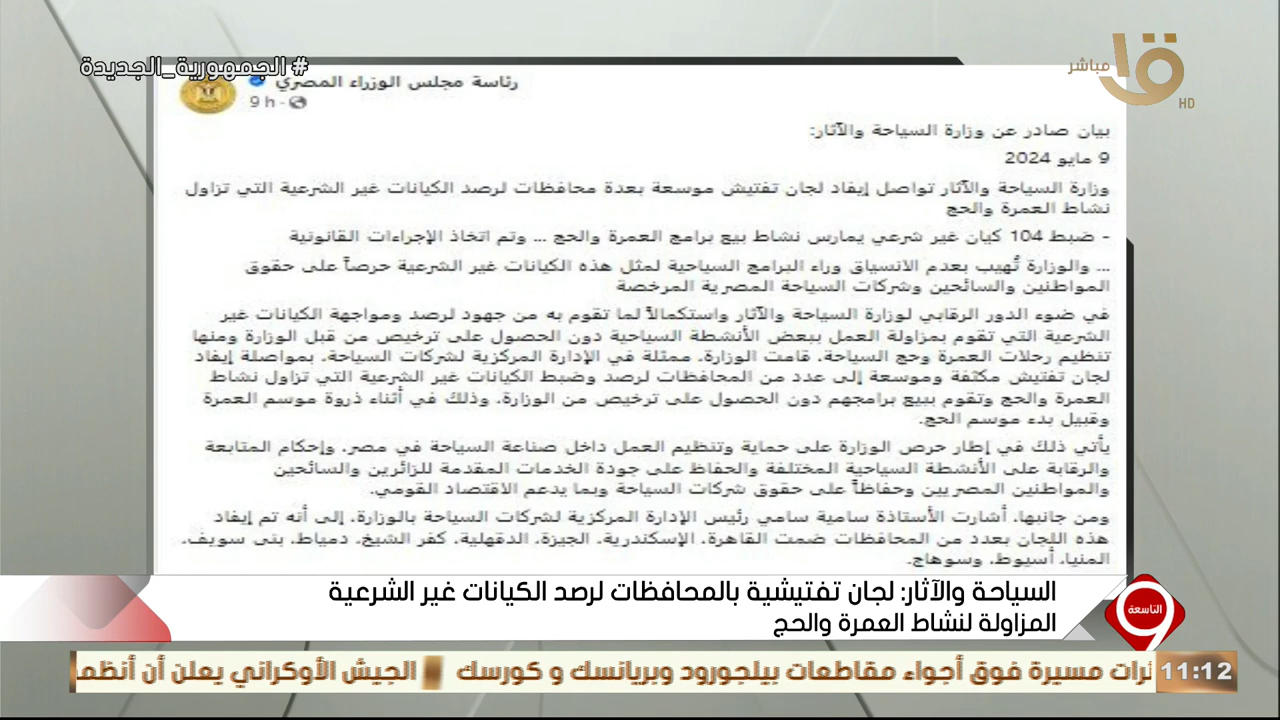 # الجمهورية_الجديدة
مباشر
HD
رئاسة مجلس الوزراء المصري
9 h
بيان صادر عن وزارة السياحة والآثار:
9 مايو 2024
وزارة السياحة والآثار تواصل إيفاد لجان تفتيش موسعة بعدة محافظات لرصد الكيانات غير الشرعية التي تزاول
نشاط العمرة والحج
- ضبط 104 كيان غير شرعي يمارس نشاط بيع برامج العمرة والحج ... وتم اتخاذ الإجراءات القانونية
... والوزارة تُهيب بعدم الانسياق وراء البرامج السياحية لمثل هذه الكيانات غير الشرعية حرصاً على حقوق
المواطنين والسائحين وشركات السياحة المصرية المرخصة
في ضوء الدور الرقابي لوزارة السياحة والآثار واستكمالاً لما تقوم به من جهود لرصد ومواجهة الكيانات غير
الشرعية التي تقوم بمزاولة العمل ببعض الأنشطة السياحية دون الحصول على ترخيص من قبل الوزارة ومنها
تنظيم رحلات العمرة وحج السياحة، قامت الوزارة، ممثلة في الإدارة المركزية لشركات السياحة، بمواصلة إيفاد
لجان تفتيش مكثفة وموسعة إلى عدد من المحافظات لرصد وضبط الكيانات غير الشرعية التي تزاول نشاط
العمرة والحج وتقوم ببيع برامجهم دون الحصول على ترخيص من الوزارة، وذلك في أثناء ذروة موسم العمرة
وقبيل بدء موسم الحج.
يأتي ذلك في إطار حرص الوزارة على حماية وتنظيم العمل داخل صناعة السياحة في مصر، وإحكام المتابعة
والرقابة على الأنشطة السياحية المختلفة والحفاظ على جودة الخدمات المقدمة للزائرين والسائحين
والمواطنين المصريين وحفاظاً على حقوق شركات السياحة وبما يدعم الاقتصاد القومي.
ومن جانبها، أشارت الأستاذة سامية سامي رئيس الإدارة المركزية لشركات السياحة بالوزارة، إلى أنه تم إيفاد
هذه اللجان بعدد من المحافظات ضمت القاهرة، الإسكندرية، الجيزة، الدقهلية، كفر الشيخ، دمياط، بنى سويف،
المنيا، أسيوط، وسوهاج.
السياحة والآثار: لجان تفتيشية بالمحافظات لرصد الكيانات غير الشرعية
المزاولة لنشاط العمرة والحج
التاسعة
9
ئرات مسيرة فوق أجواء مقاطعات بيلجورود وبريانسك و كورسك
الجيش الأوكراني يعلن أن أنظمـ
11:12